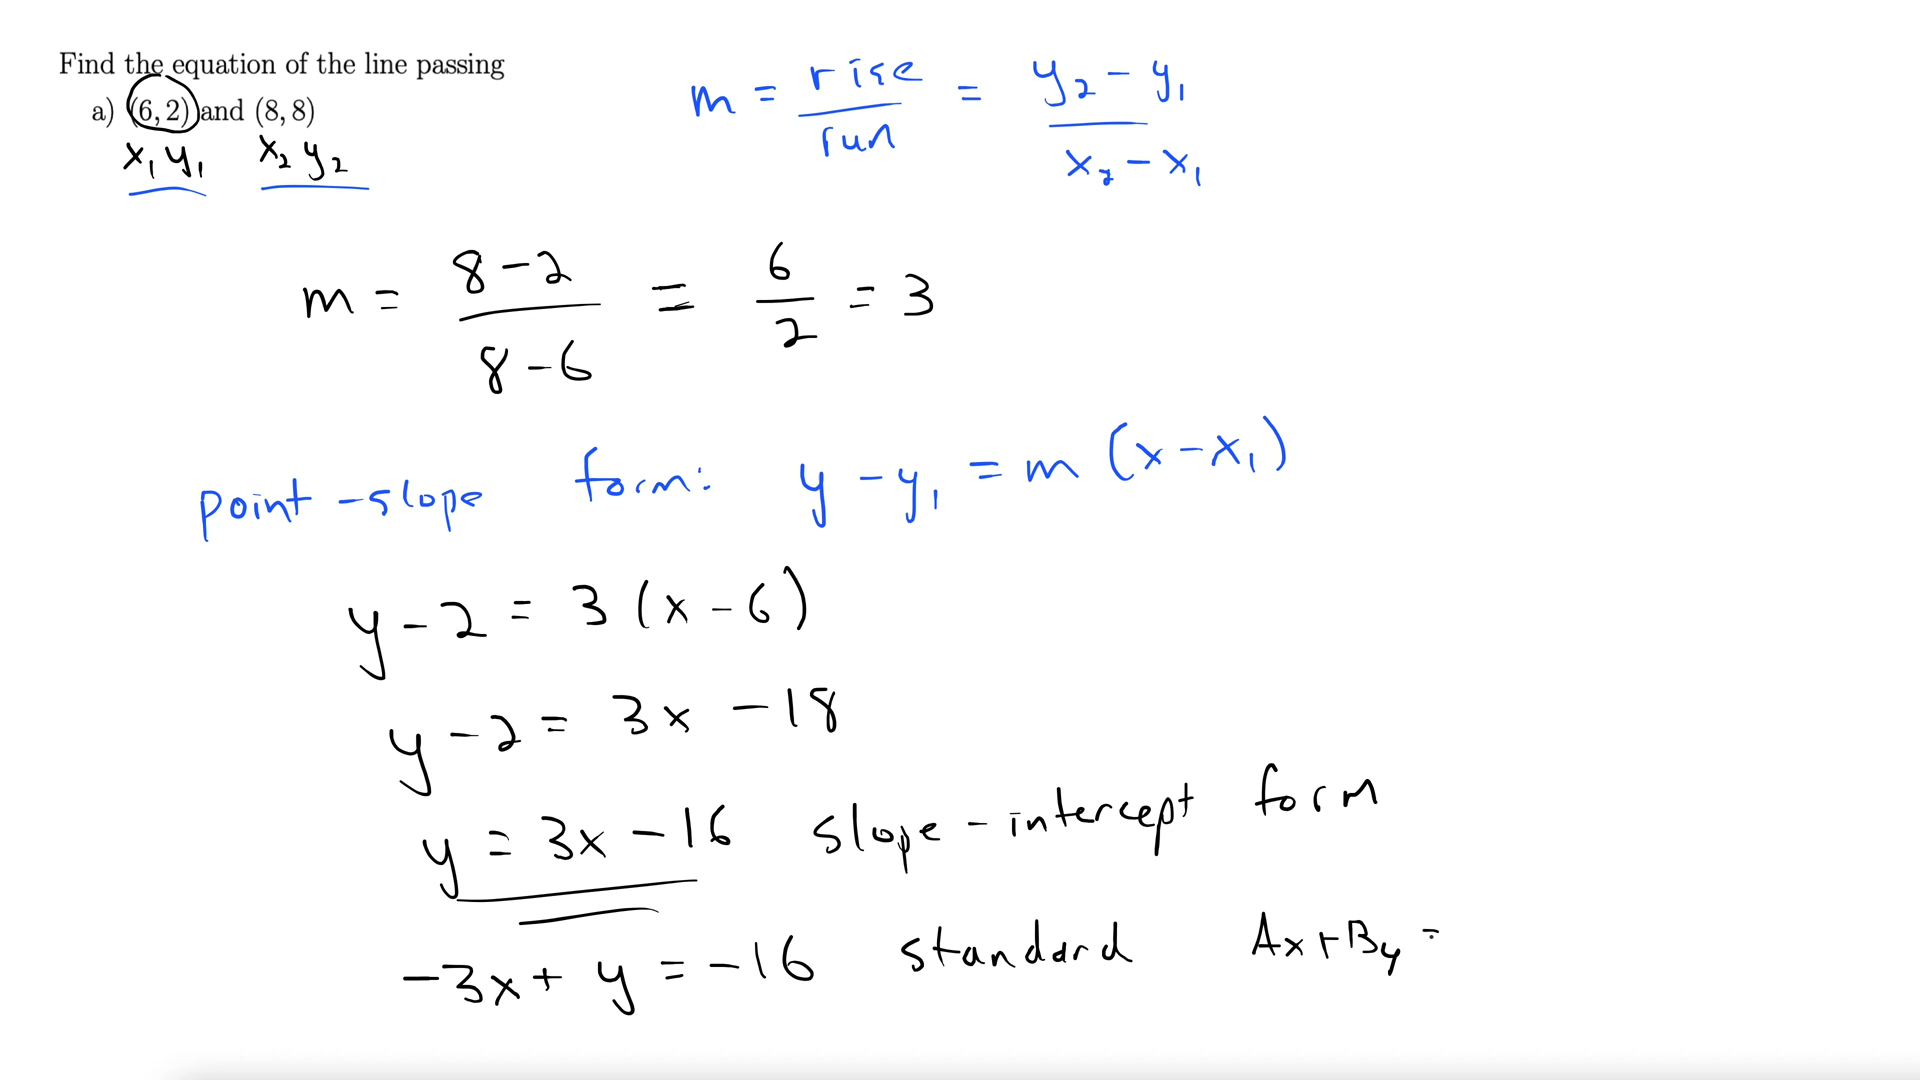 Find the equation of the line passing
a) (6, 2) and (8, 8)
x₁ y₁ x₂ y₂
m = rise/run = (y₂ - y₁)/(x₂ - x₁)
m = (8 - 2)/(8 - 6) = 6/2 = 3
point-slope form: y - y₁ = m (x - x₁)
y - 2 = 3 (x - 6)
y - 2 = 3x - 18
y = 3x - 16 slope-intercept form
-3x + y = -16 standard Ax + By =